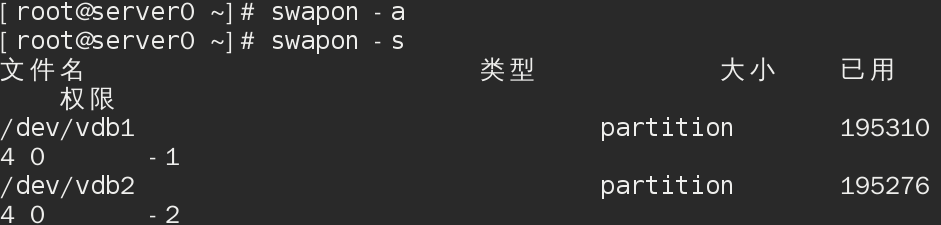 [root@server0 ~]# swapon -a
[root@server0 ~]# swapon -s
文件名 类型 大小 已用
权限
/dev/vdb1 partition 195310
4 0 -1
/dev/vdb2 partition 195276
4 0 -2